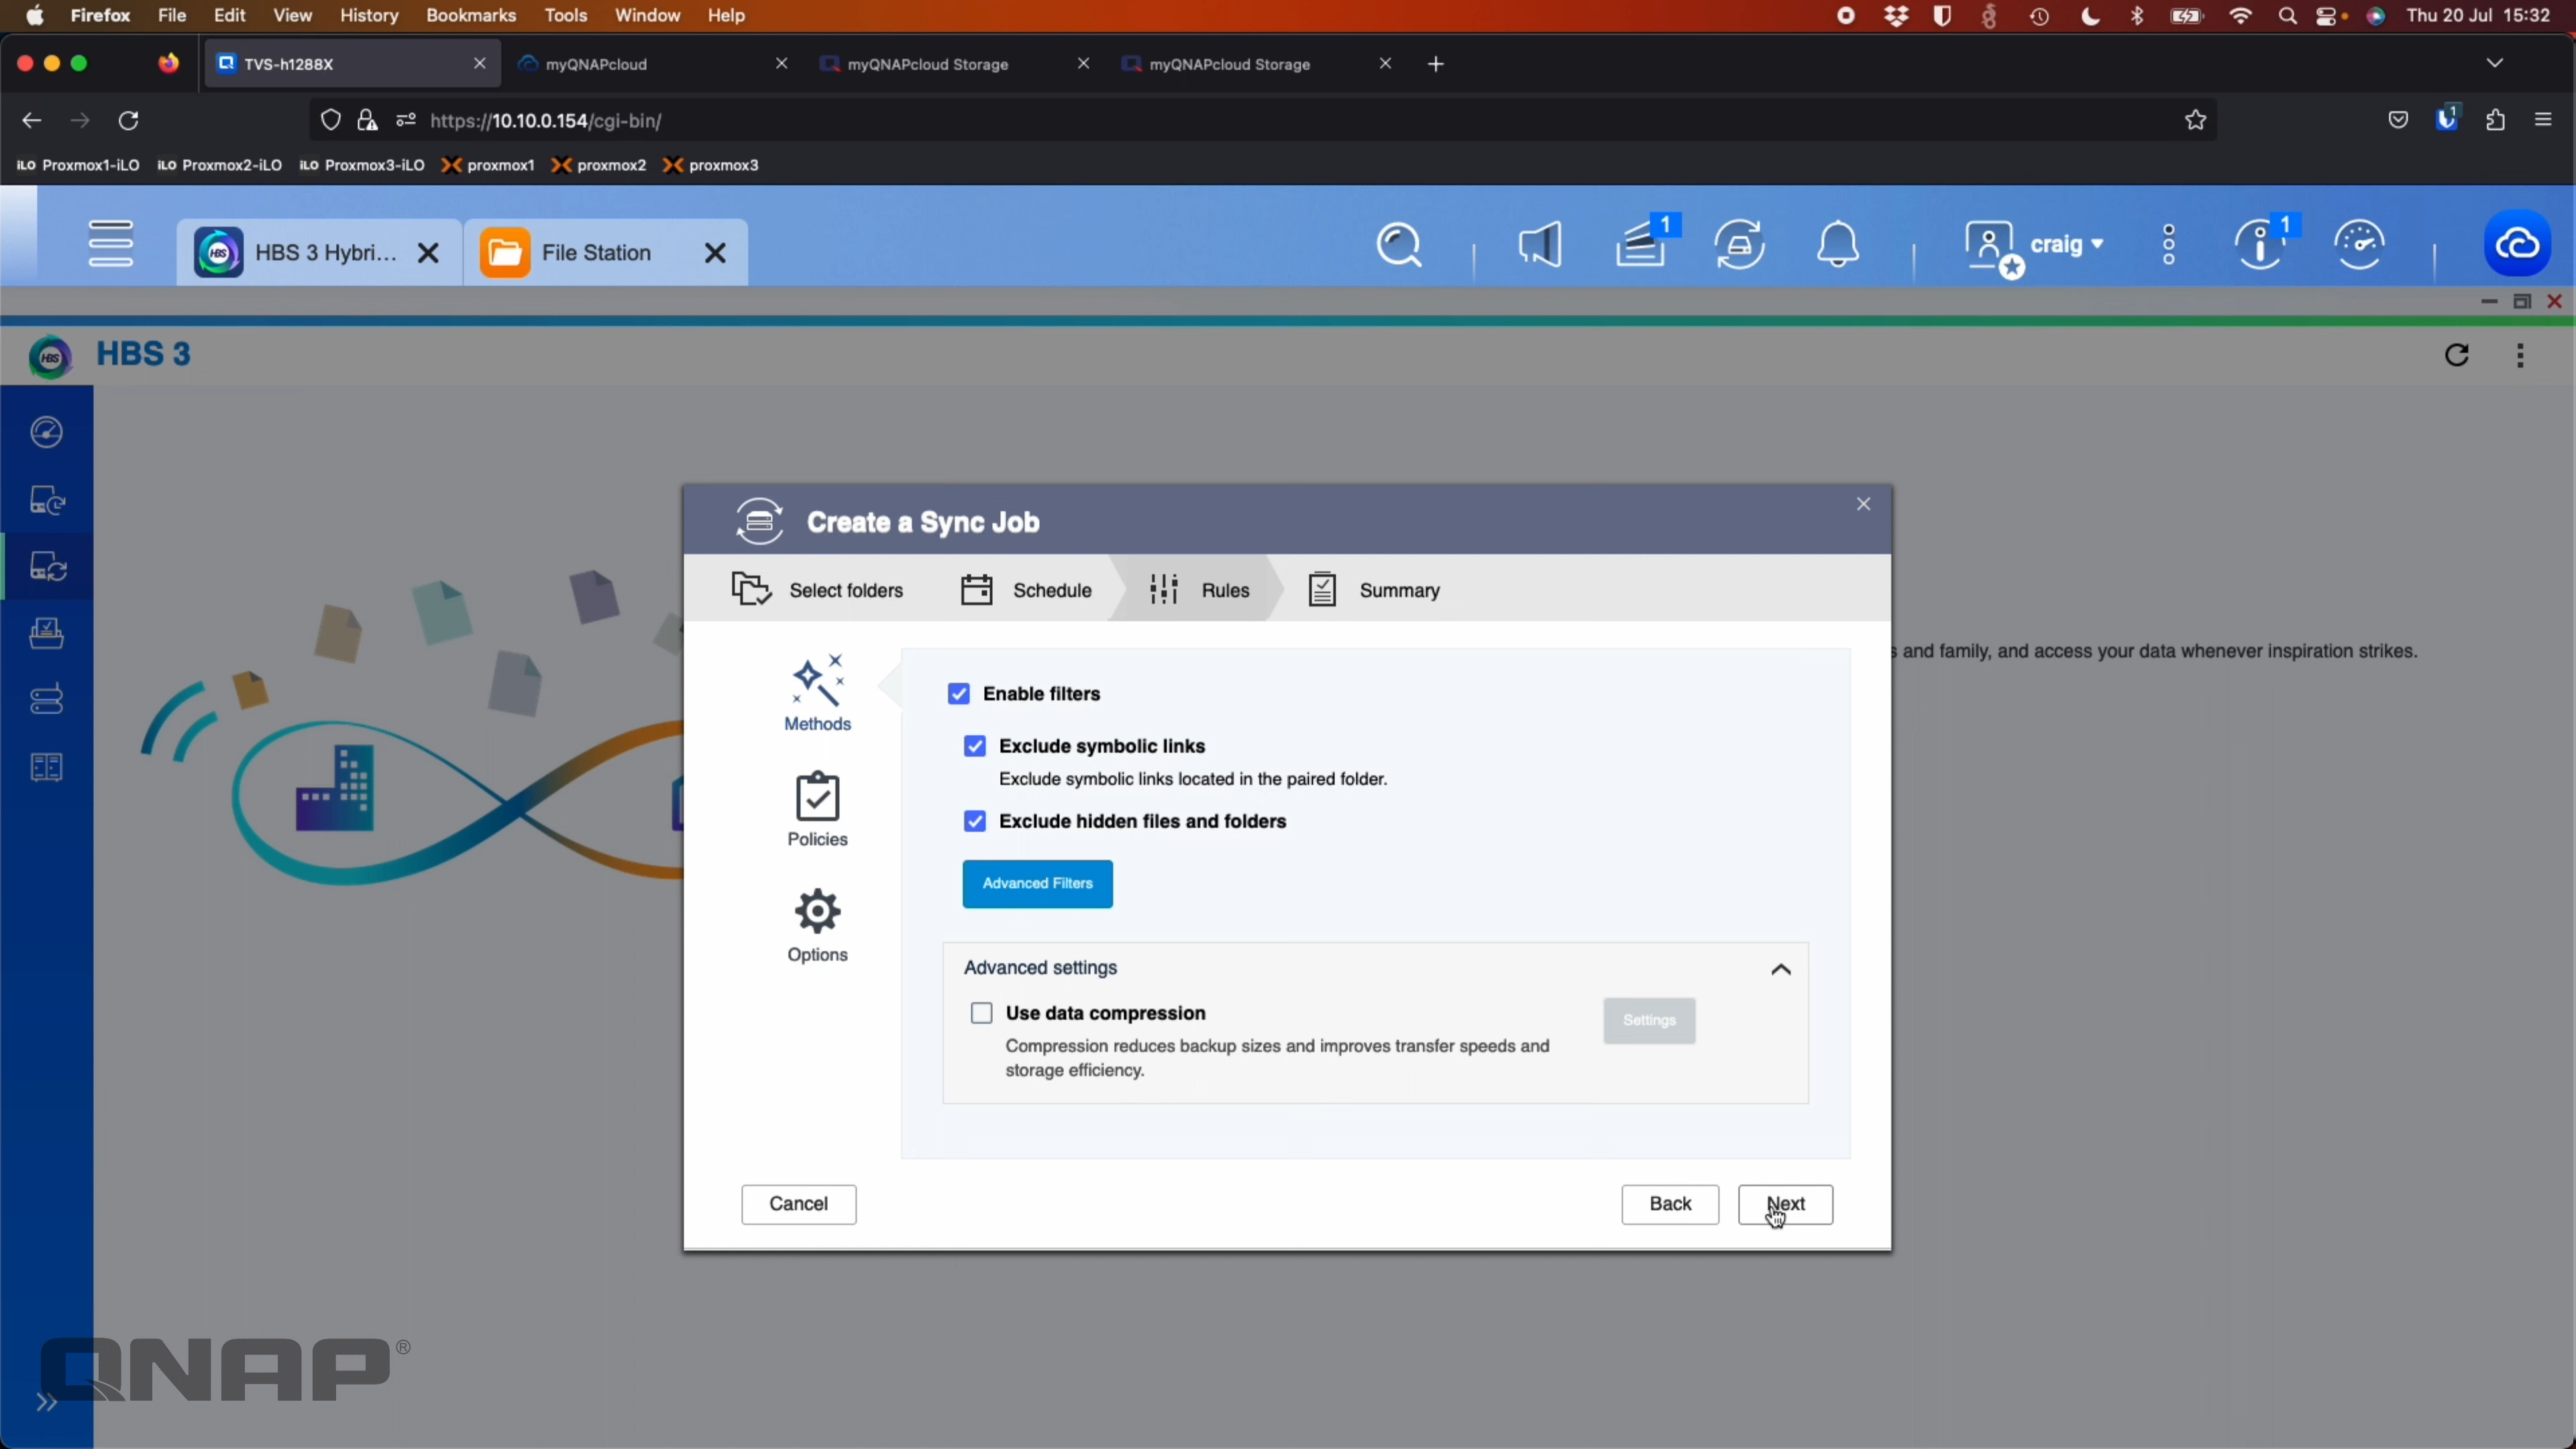 Firefox File Edit View History Bookmarks Tools Window Help
Thu 20 Jul 15:32
TVS-h1288X
myQNAPcloud
myQNAPcloud Storage
myQNAPcloud Storage
https://10.10.0.154/cgi-bin/
1
iLO Proxmox1-iLO
iLO Proxmox2-iLO
iLO Proxmox3-iLO
proxmox1
proxmox2
proxmox3
HBS
HBS 3 Hybri...
File Station
1
craig
1
HBS
HBS 3
Create a Sync Job
Select folders
Schedule
Rules
Summary
s and family, and access your data whenever inspiration strikes.
Methods
Policies
Options
Enable filters
Exclude symbolic links
Exclude symbolic links located in the paired folder.
Exclude hidden files and folders
Advanced Filters
Advanced settings
Use data compression
Settings
Compression reduces backup sizes and improves transfer speeds and
storage efficiency.
Cancel
Back
Next
QNAP®